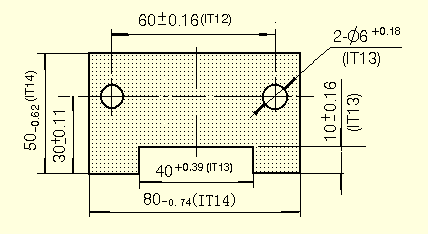 60±0.16(IT12)
2-Ø6 +0.18
(IT13)
50-0.62(IT14)
30±0.11
10±0.16
(IT13)
40+0.39(IT13)
80-0.74(IT14)